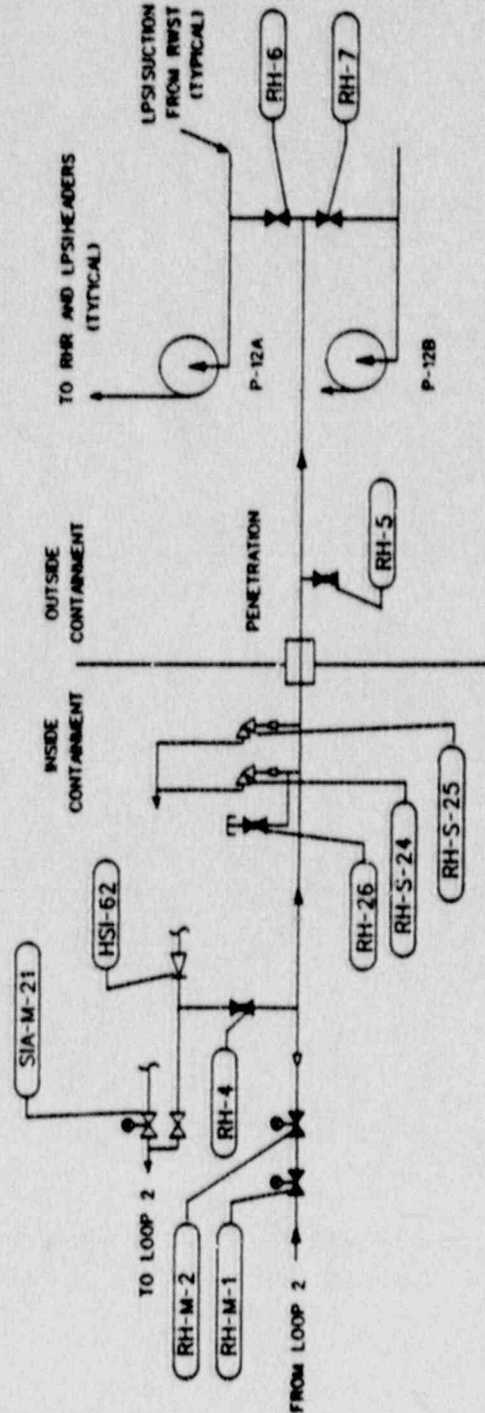 LPSI SUCTION
FROM RWST
(TYPICAL)
TO RHR AND LPSI HEADERS
(TYPICAL)
RH-6
RH-7
P-12A
P-12B
OUTSIDE
CONTAINMENT
INSIDE
CONTAINMENT
PENETRATION
RH-5
SIA-M-21
HSI-62
TO LOOP 2
RH-4
RH-26
RH-S-24
RH-S-25
RH-M-2
RH-M-1
FROM LOOP 2